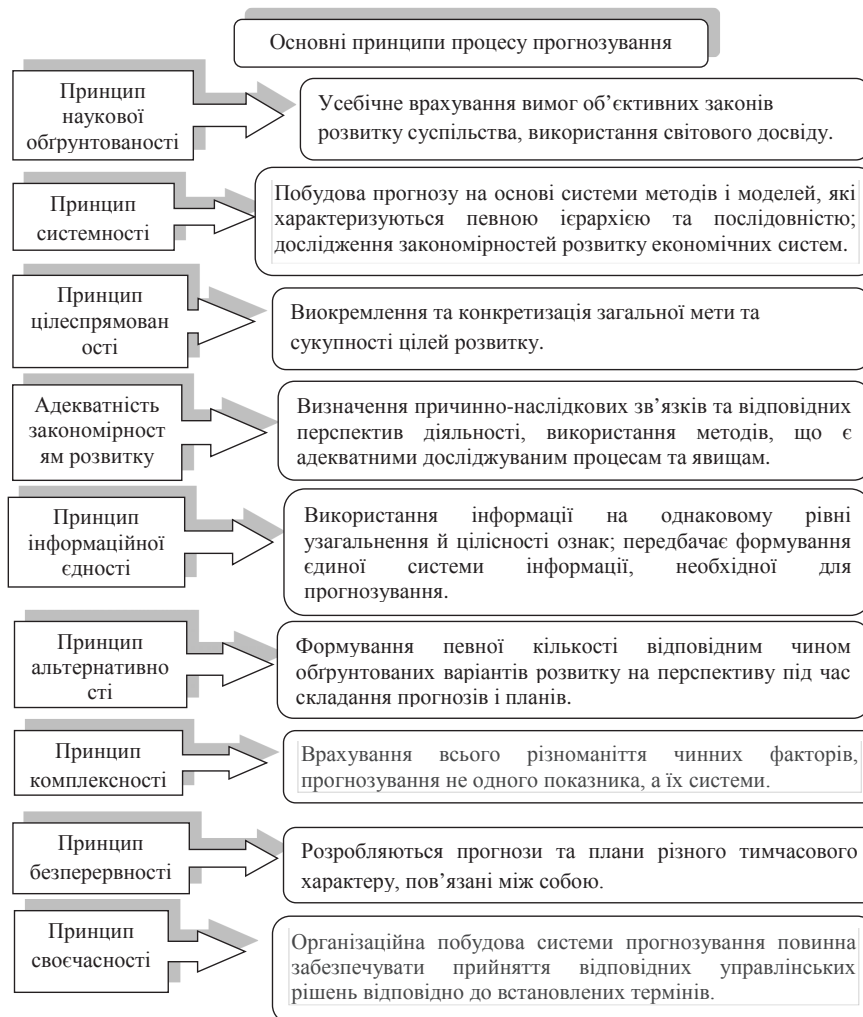 Основні принципи процесу прогнозування
Принцип
наукової
обґрунтованості
Усебічне врахування вимог об’єктивних законів
розвитку суспільства, використання світового досвіду.
Принцип
системності
Побудова прогнозу на основі системи методів і моделей, які
характеризуються певною ієрархією та послідовністю;
дослідження закономірностей розвитку економічних систем.
Принцип
цілеспрямован
ості
Виокремлення та конкретизація загальної мети та
сукупності цілей розвитку.
Адекватність
закономірност
ям розвитку
Визначення причинно-наслідкових зв’язків та відповідних
перспектив діяльності, використання методів, що є
адекватними досліджуваним процесам та явищам.
Принцип
інформаційної
єдності
Використання інформації на однаковому рівні
узагальнення й цілісності ознак; передбачає формування
єдиної системи інформації, необхідної для
прогнозування.
Принцип
альтернативно
сті
Формування певної кількості відповідним чином
обґрунтованих варіантів розвитку на перспективу під час
складання прогнозів і планів.
Принцип
комплексності
Врахування всього різноманіття чинних факторів,
прогнозування не одного показника, а їх системи.
Принцип
безперервності
Розробляються прогнози та плани різного тимчасового
характеру, пов’язані між собою.
Принцип
своєчасності
Організаційна побудова системи прогнозування повинна
забезпечувати прийняття відповідних управлінських
рішень відповідно до встановлених термінів.